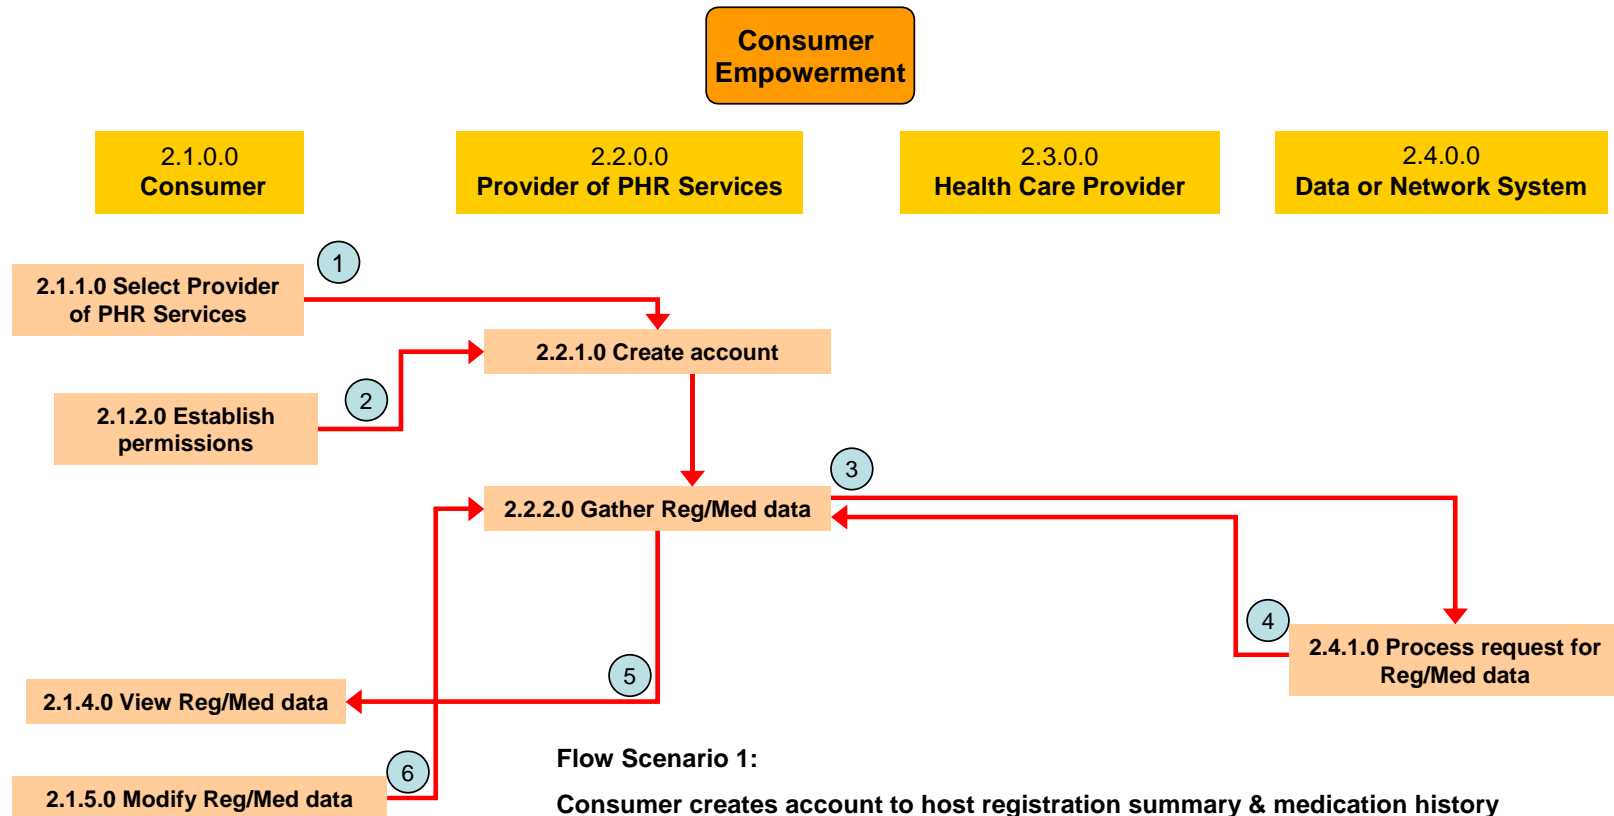 Consumer
Empowerment
2.1.0.0
Consumer
2.2.0.0
Provider of PHR Services
2.3.0.0
Health Care Provider
2.4.0.0
Data or Network System
1
2.1.1.0 Select Provider
of PHR Services
2.2.1.0 Create account
2
2.1.2.0 Establish
permissions
3
2.2.2.0 Gather Reg/Med data
4
2.4.1.0 Process request for
Reg/Med data
5
2.1.4.0 View Reg/Med data
6
2.1.5.0 Modify Reg/Med data
Flow Scenario 1:
Consumer creates account to host registration summary & medication history